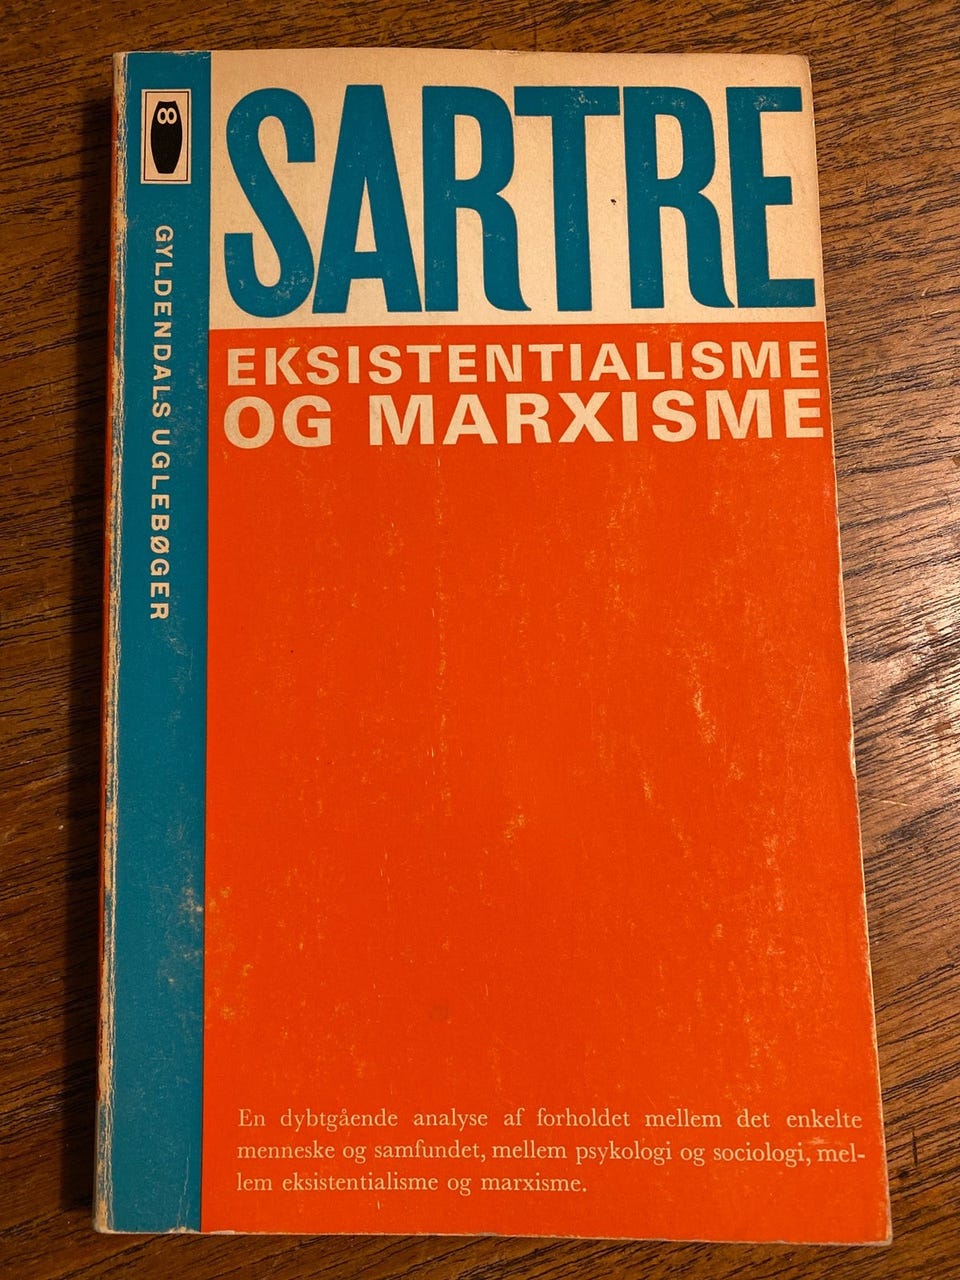 SARTRE
EKSISTENTIALISME
OG MARXISME
GYLDENDALS UGLEBØGER
En dybtgående analyse af forholdet mellem det enkelte
menneske og samfundet, mellem psykologi og sociologi, mel-
lem eksistentialisme og marxisme.